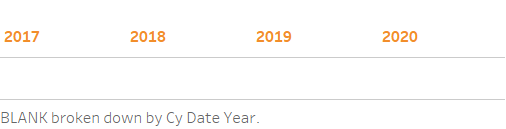 2017 2018 2019 2020
BLANK broken down by Cy Date Year.